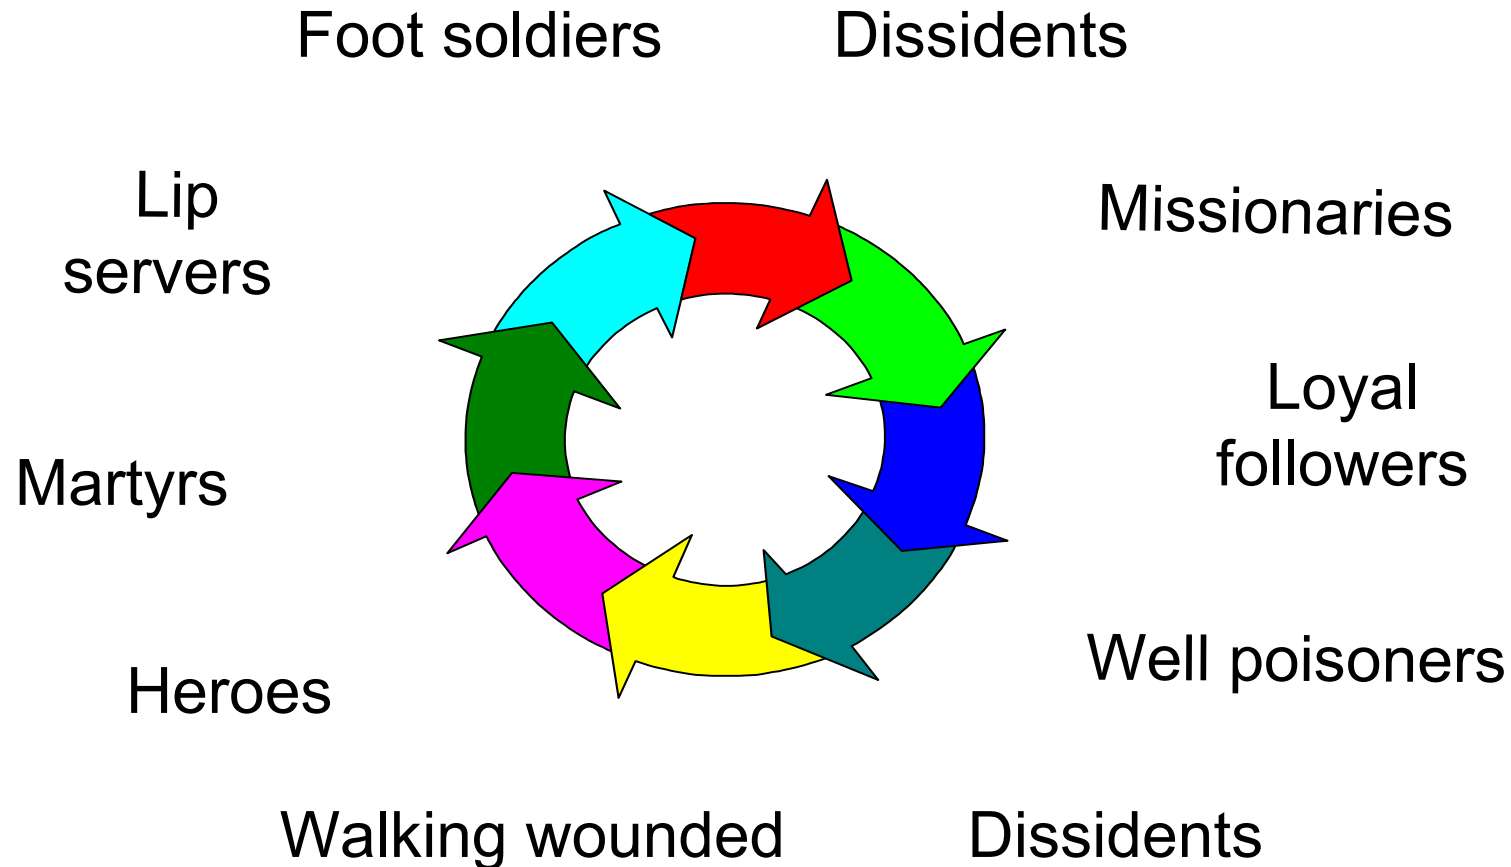 Foot soldiers
Dissidents
Lip
servers
Missionaries
Loyal
followers
Martyrs
Well poisoners
Heroes
Walking wounded
Dissidents